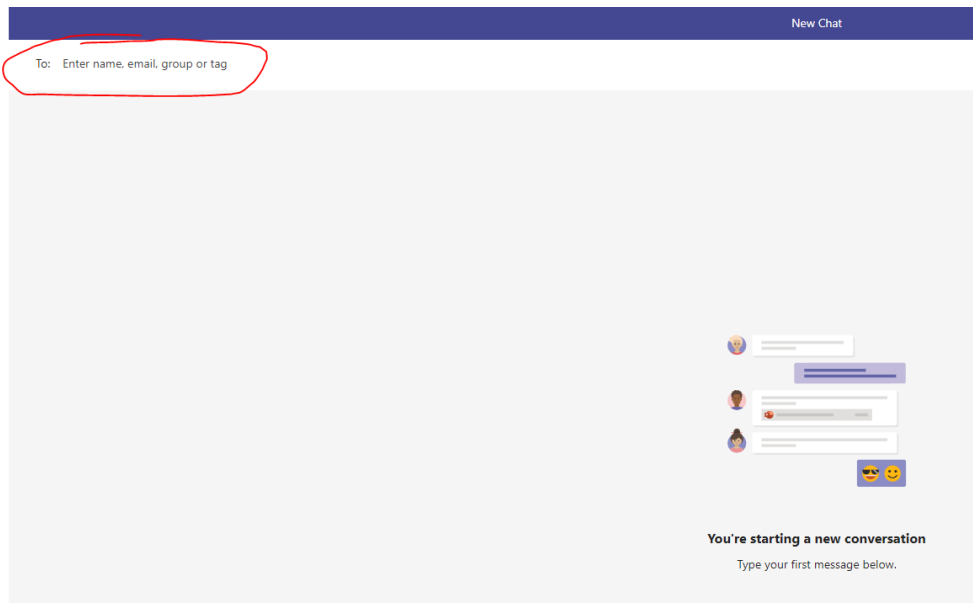 New Chat
To: Enter name, email, group or tag
You're starting a new conversation
Type your first message below.